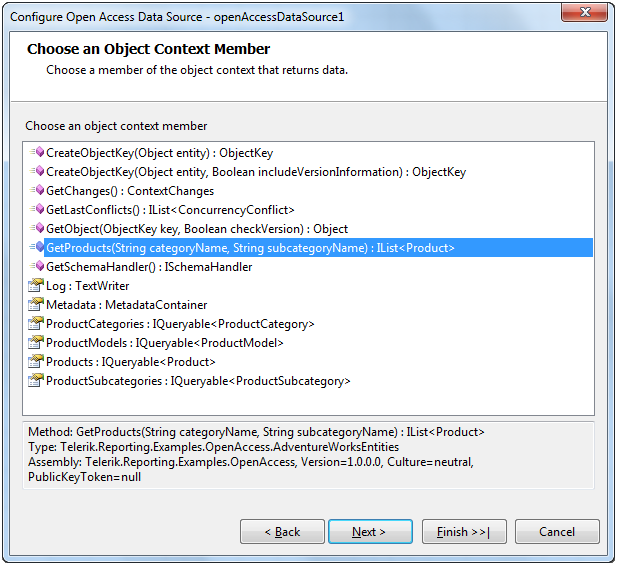 Configure Open Access Data Source - openAccessDataSource1
Choose an Object Context Member
Choose a member of the object context that returns data.
Choose an object context member
CreateObjectKey(Object entity) : ObjectKey
CreateObjectKey(Object entity, Boolean includeVersionInformation) : ObjectKey
GetChanges() : ContextChanges
GetLastConflicts() : IList<ConcurrencyConflict>
GetObject(ObjectKey key, Boolean checkVersion) : Object
GetProducts(String categoryName, String subcategoryName) : IList<Product>
GetSchemaHandler() : ISchemaHandler
Log : TextWriter
Metadata : MetadataContainer
ProductCategories : IQueryable<ProductCategory>
ProductModels : IQueryable<ProductModel>
Products : IQueryable<Product>
ProductSubcategories : IQueryable<ProductSubcategory>
Method: GetProducts(String categoryName, String subcategoryName) : IList<Product>
Type: Telerik.Reporting.Examples.OpenAccess.AdventureWorksEntities
Assembly: Telerik.Reporting.Examples.OpenAccess, Version=1.0.0.0, Culture=neutral,
PublicKeyToken=null
< Back Next > Finish >>| Cancel